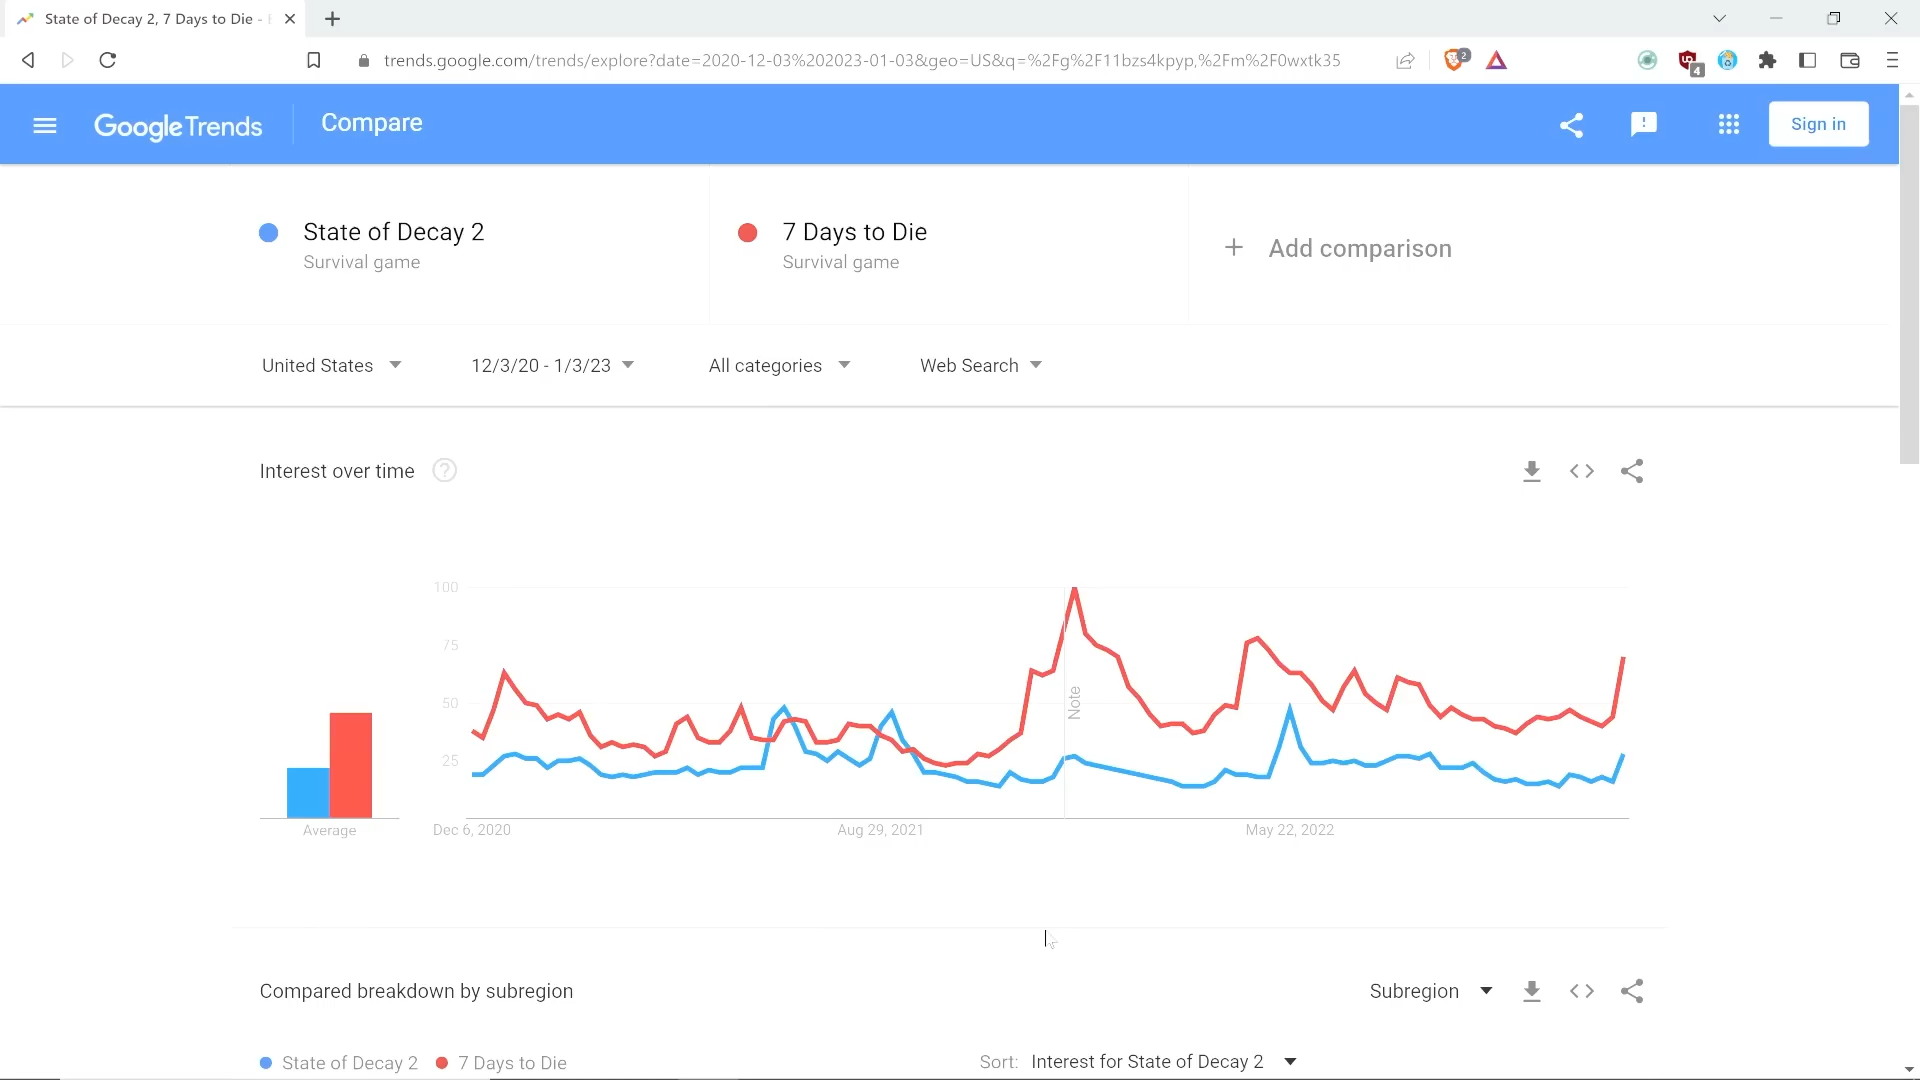 State of Decay 2, 7 Days to Die -
trends.google.com/trends/explore?date=2020-12-03%202023-01-03&geo=US&q=%2Fg%2F11bzs4kpyp,%2Fm%2F0wxtk35
2
4
Google Trends
Compare
Sign in
State of Decay 2
Survival game
7 Days to Die
Survival game
+ Add comparison
United States
12/3/20 - 1/3/23
All categories
Web Search
Interest over time
100
75
50
25
Note
Average
Dec 6, 2020
Aug 29, 2021
May 22, 2022
Compared breakdown by subregion
Subregion
State of Decay 2
7 Days to Die
Sort: Interest for State of Decay 2